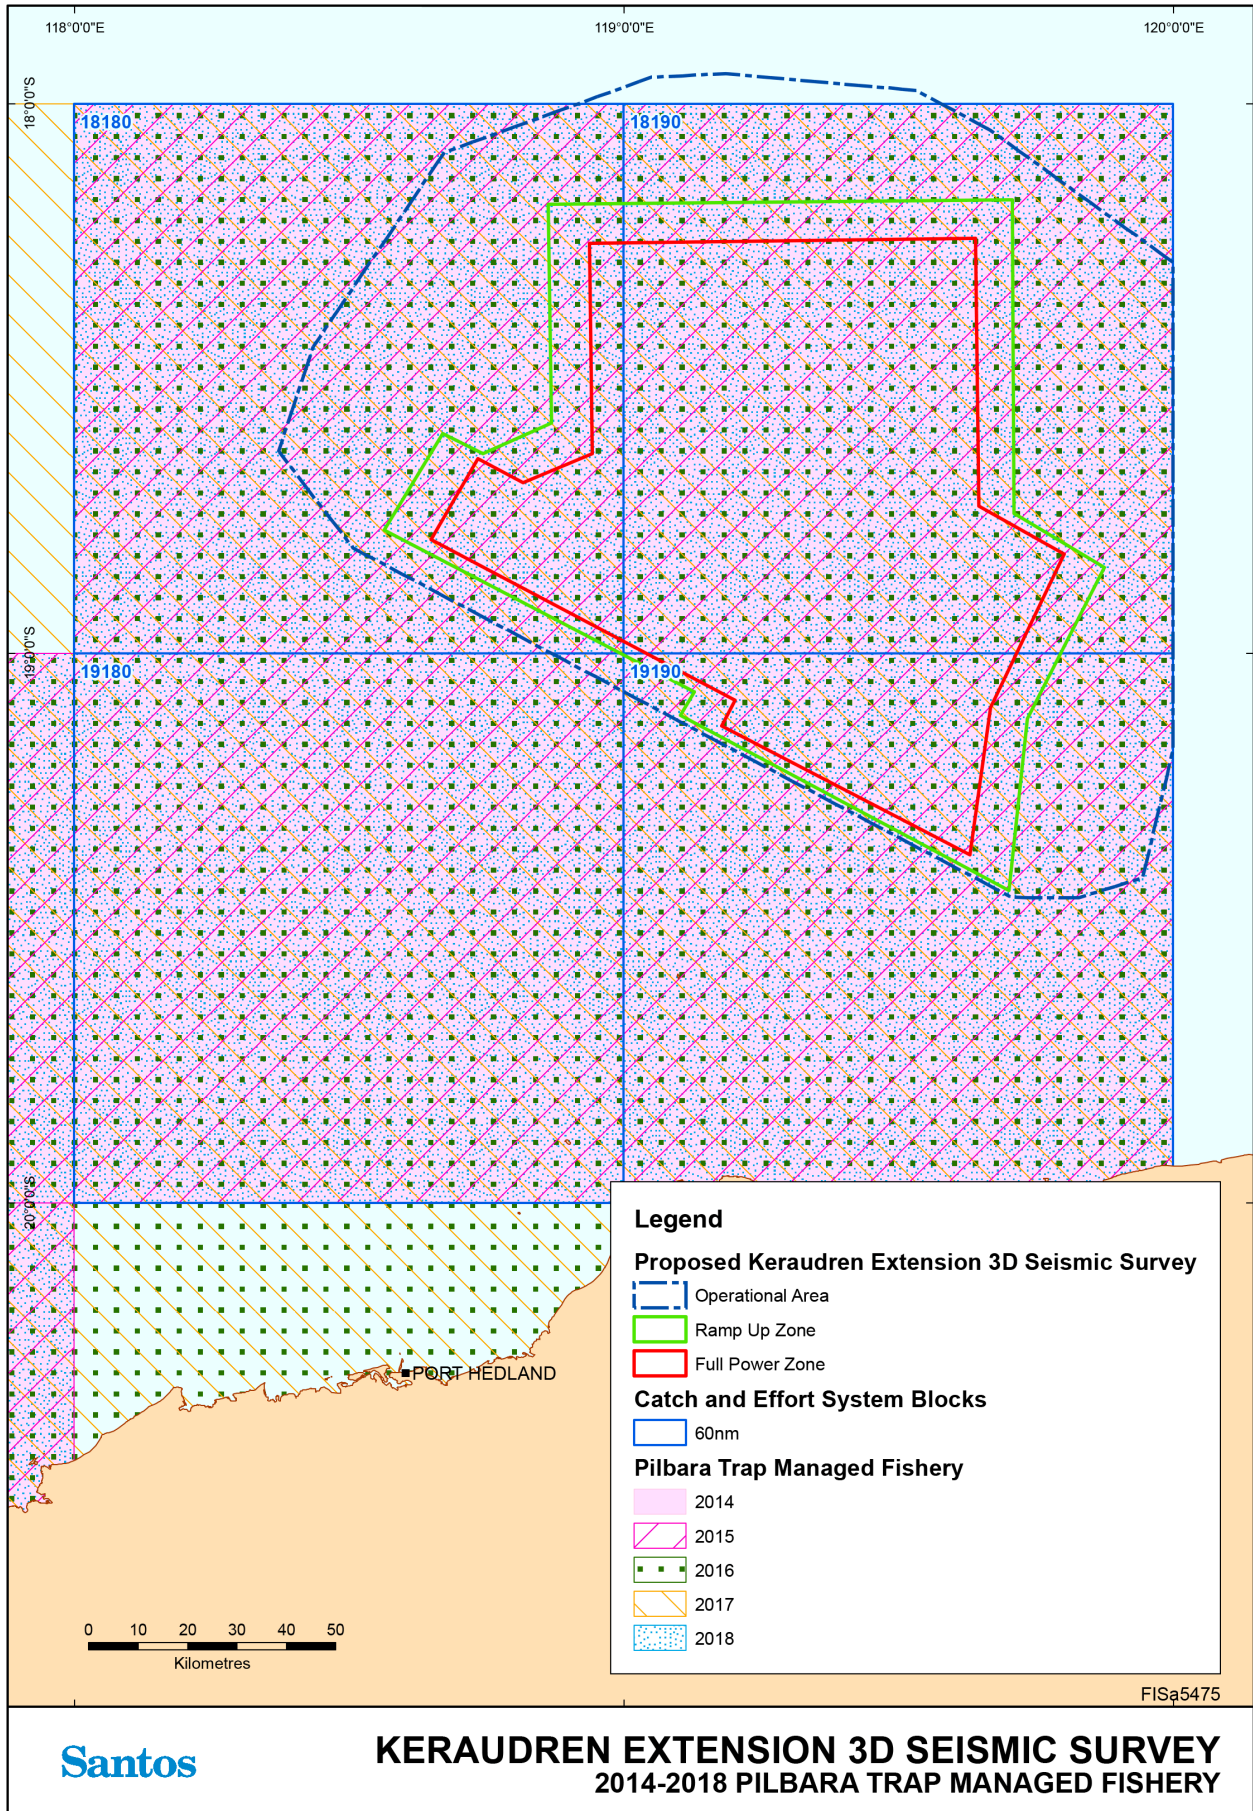 118°0'0"E
119°0'0"E
120°0'0"E
18°0'0"S
18180
18190
19°0'0"S
19180
19190
20°0'0"S
PORT HEDLAND
Legend
Proposed Keraudren Extension 3D Seismic Survey
Operational Area
Ramp Up Zone
Full Power Zone
Catch and Effort System Blocks
60nm
Pilbara Trap Managed Fishery
2014
2015
2016
2017
2018
0 10 20 30 40 50
Kilometres
FISa5475
Santos
KERAUDREN EXTENSION 3D SEISMIC SURVEY
2014-2018 PILBARA TRAP MANAGED FISHERY